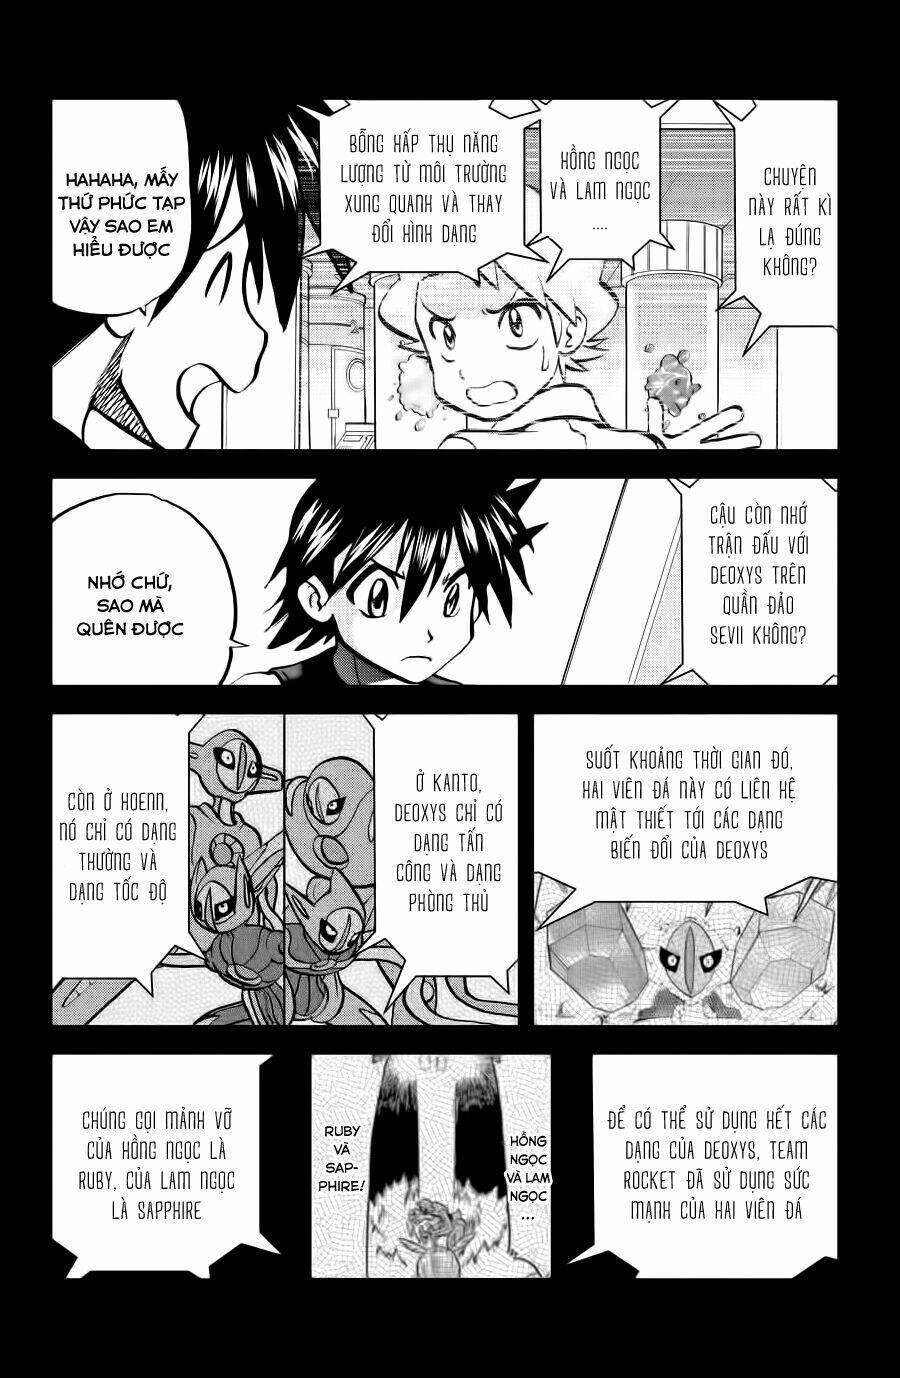 CHUYỆN
NÀY RẤT KÌ
LẠ ĐÚNG
KHÔNG?
HỒNG NGỌC
VÀ LAM NGỌC
....
BỖNG HẤP THỤ NĂNG
LƯỢNG TỪ MÔI TRƯỜNG
XUNG QUANH VÀ THAY
ĐỔI HÌNH DẠNG
HAHAHA, MẤY
THỨ PHỨC TẠP
VẬY SAO EM
HIỂU ĐƯỢC
CẬU CÒN NHỚ
TRẬN ĐẤU VỚI
DEOXYS TRÊN
QUẦN ĐẢO
SEVII KHÔNG?
NHỚ CHỨ,
SAO MÀ
QUÊN ĐƯỢC
SUỐT KHOẢNG THỜI GIAN ĐÓ,
HAI VIÊN ĐÁ NÀY CÓ LIÊN HỆ
MẬT THIẾT TỚI CÁC DẠNG
BIẾN ĐỔI CỦA DEOXYS
Ở KANTO,
DEOXYS CHỈ CÓ
DẠNG TẤN
CÔNG VÀ DẠNG
PHÒNG THỦ
CÒN Ở HOENN,
NÓ CHỈ CÓ DẠNG
THƯỜNG VÀ
DẠNG TỐC ĐỘ
ĐỂ CÓ THỂ SỬ DỤNG HẾT CÁC
DẠNG CỦA DEOXYS, TEAM
ROCKET ĐÃ SỬ DỤNG SỨC
MẠNH CỦA HAI VIÊN ĐÁ
HỒNG
NGỌC
VÀ LAM
NGỌC
...
RUBY
VÀ
SAP-
PHIRE!
CHÚNG GỌI MẢNH VỠ
CỦA HỒNG NGỌC LÀ
RUBY, CỦA LAM NGỌC
LÀ SAPPHIRE